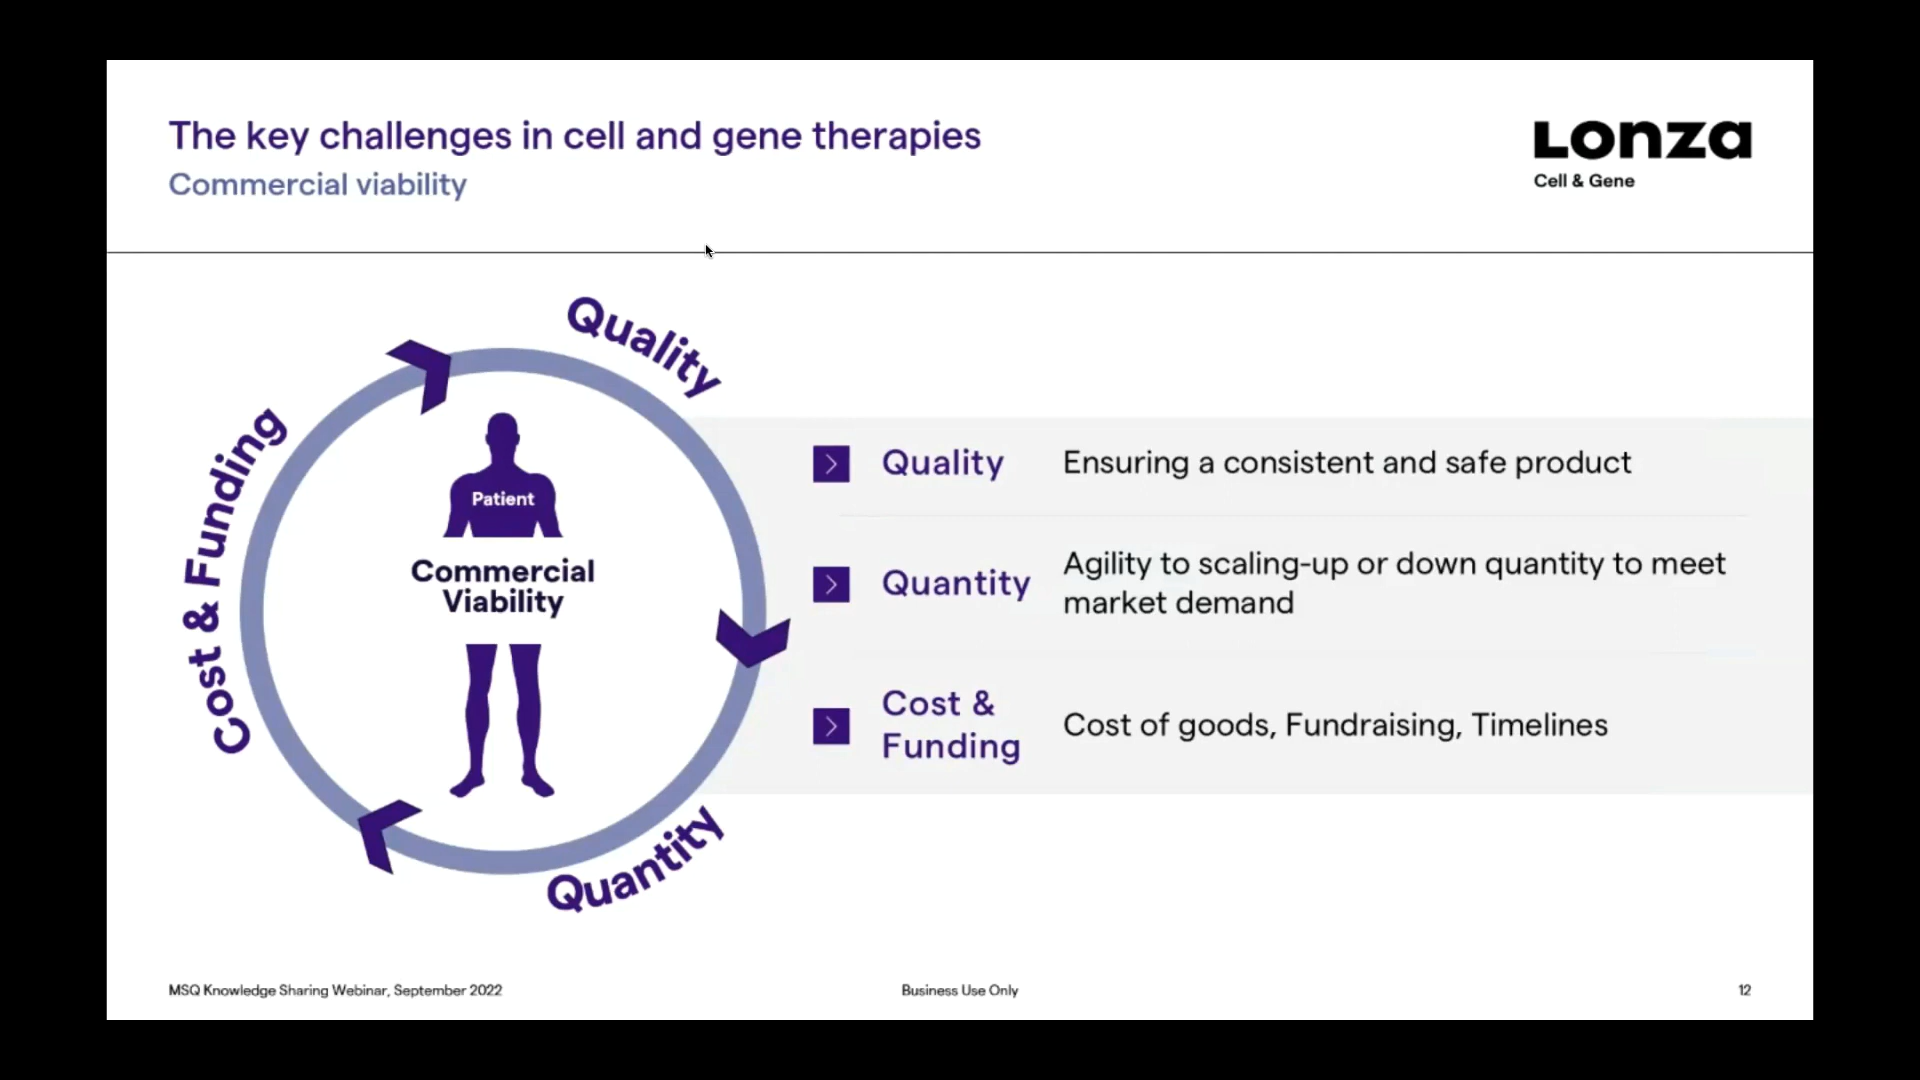 The key challenges in cell and gene therapies
Commercial viability
Lonza
Cell & Gene
Quality
Cost & Funding
Quantity
Patient
Commercial
Viability
Quality
Ensuring a consistent and safe product
Quantity
Agility to scaling-up or down quantity to meet
market demand
Cost &
Funding
Cost of goods, Fundraising, Timelines
MSQ Knowledge Sharing Webinar, September 2022
Business Use Only
12